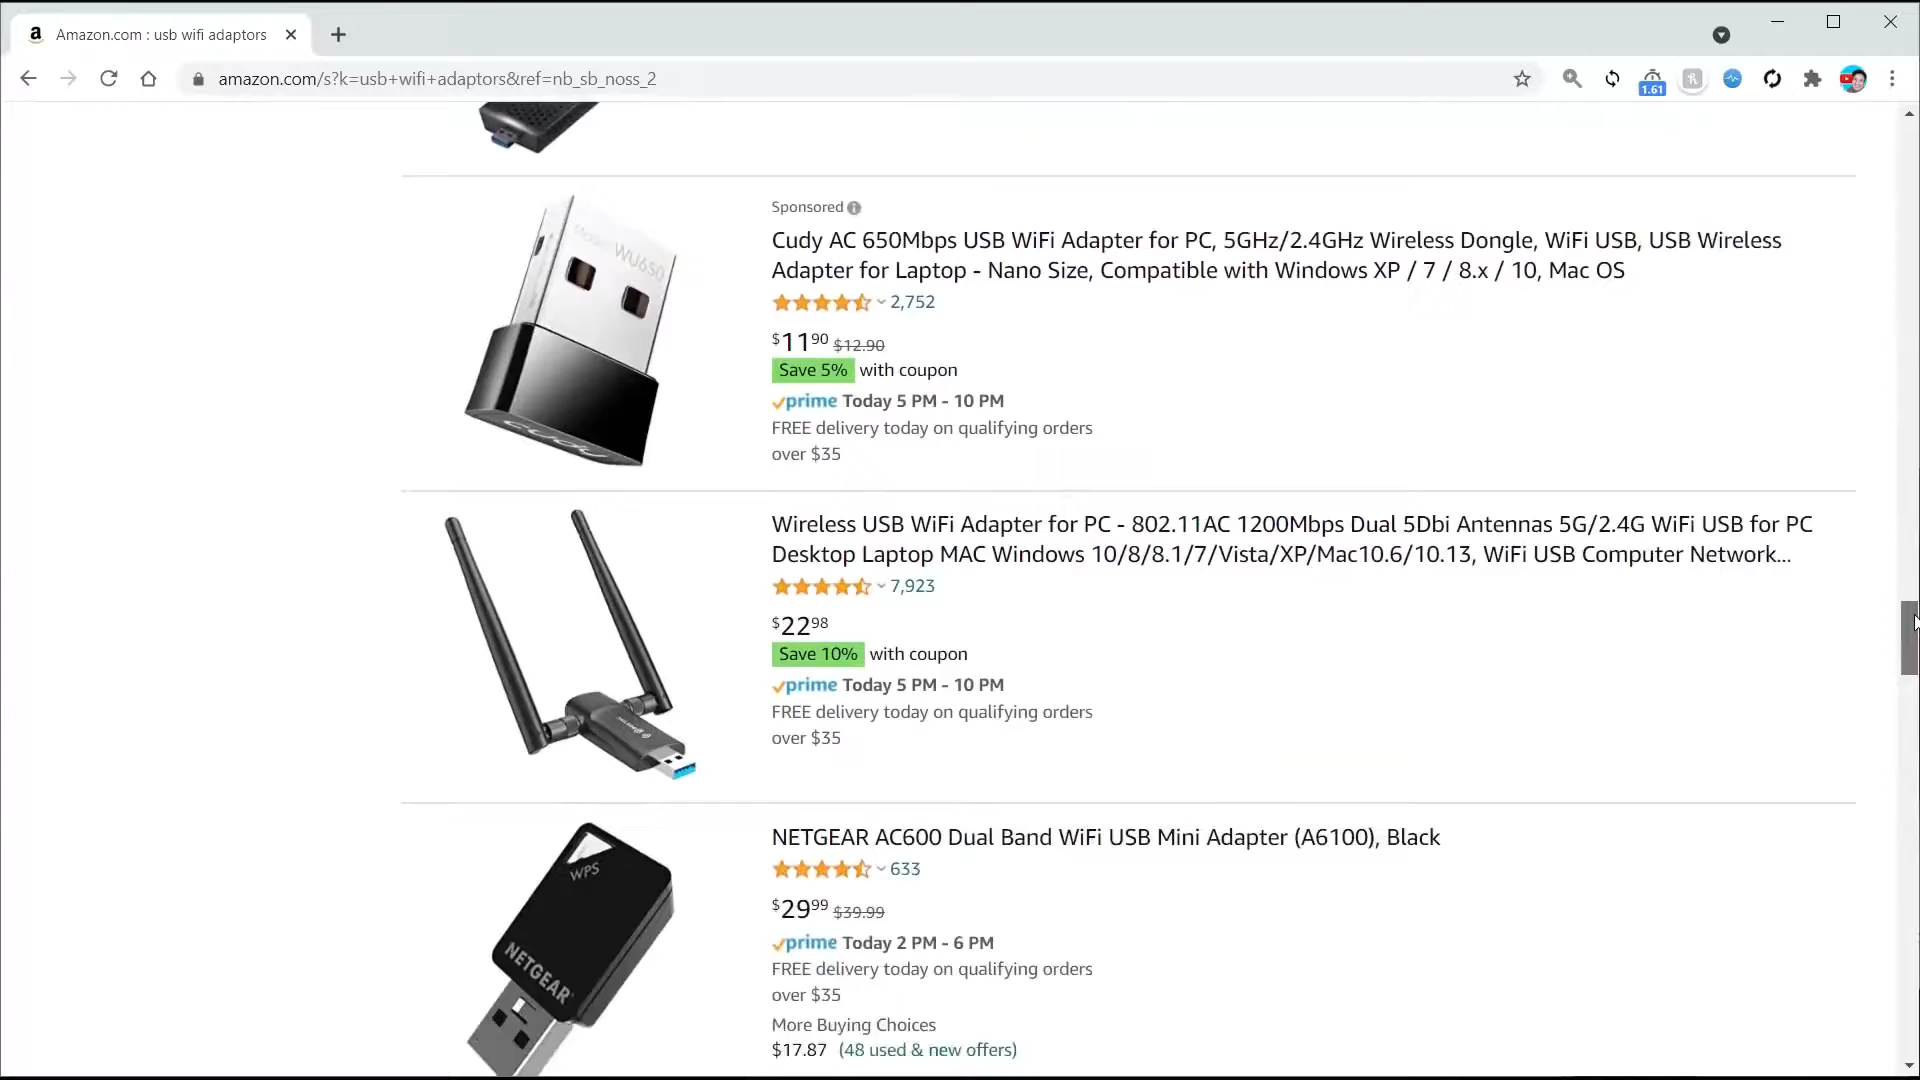 Amazon.com : usb wifi adaptors
amazon.com/s?k=usb+wifi+adaptors&ref=nb_sb_noss_2
1.61
Sponsored
Cudy AC 650Mbps USB WiFi Adapter for PC, 5GHz/2.4GHz Wireless Dongle, WiFi USB, USB Wireless
Adapter for Laptop - Nano Size, Compatible with Windows XP / 7 / 8.x / 10, Mac OS
2,752
$11.90 $12.90
Save 5% with coupon
prime Today 5 PM - 10 PM
FREE delivery today on qualifying orders
over $35
WU650
cudy
Wireless USB WiFi Adapter for PC - 802.11AC 1200Mbps Dual 5Dbi Antennas 5G/2.4G WiFi USB for PC
Desktop Laptop MAC Windows 10/8/8.1/7/Vista/XP/Mac10.6/10.13, WiFi USB Computer Network...
7,923
$22.98
Save 10% with coupon
prime Today 5 PM - 10 PM
FREE delivery today on qualifying orders
over $35
NETGEAR AC600 Dual Band WiFi USB Mini Adapter (A6100), Black
633
$29.99 $39.99
prime Today 2 PM - 6 PM
FREE delivery today on qualifying orders
over $35
More Buying Choices
$17.87 (48 used & new offers)
WPS
NETGEAR